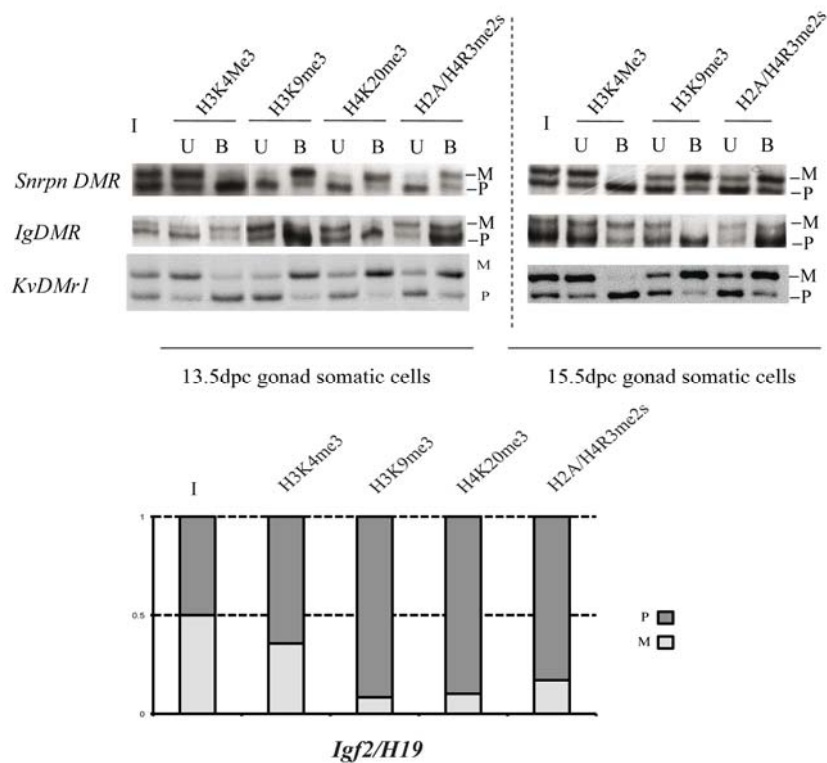 H3K4Me3 H3K9me3 H4K20me3 H2A/H4R3me2s H3K4Me3 H3K9me3 H2A/H4R3me2s
I U B U B U B U B I U B U B U B
Snrpn DMR –M –M
–P –P
IgDMR –M –M
–P –P
KvDMr1 M –M
P –P
13.5dpc gonad somatic cells 15.5dpc gonad somatic cells
I H3K4me3 H3K9me3 H4K20me3 H2A/H4R3me2s
1
0.5
0
P
M
Igf2/H19